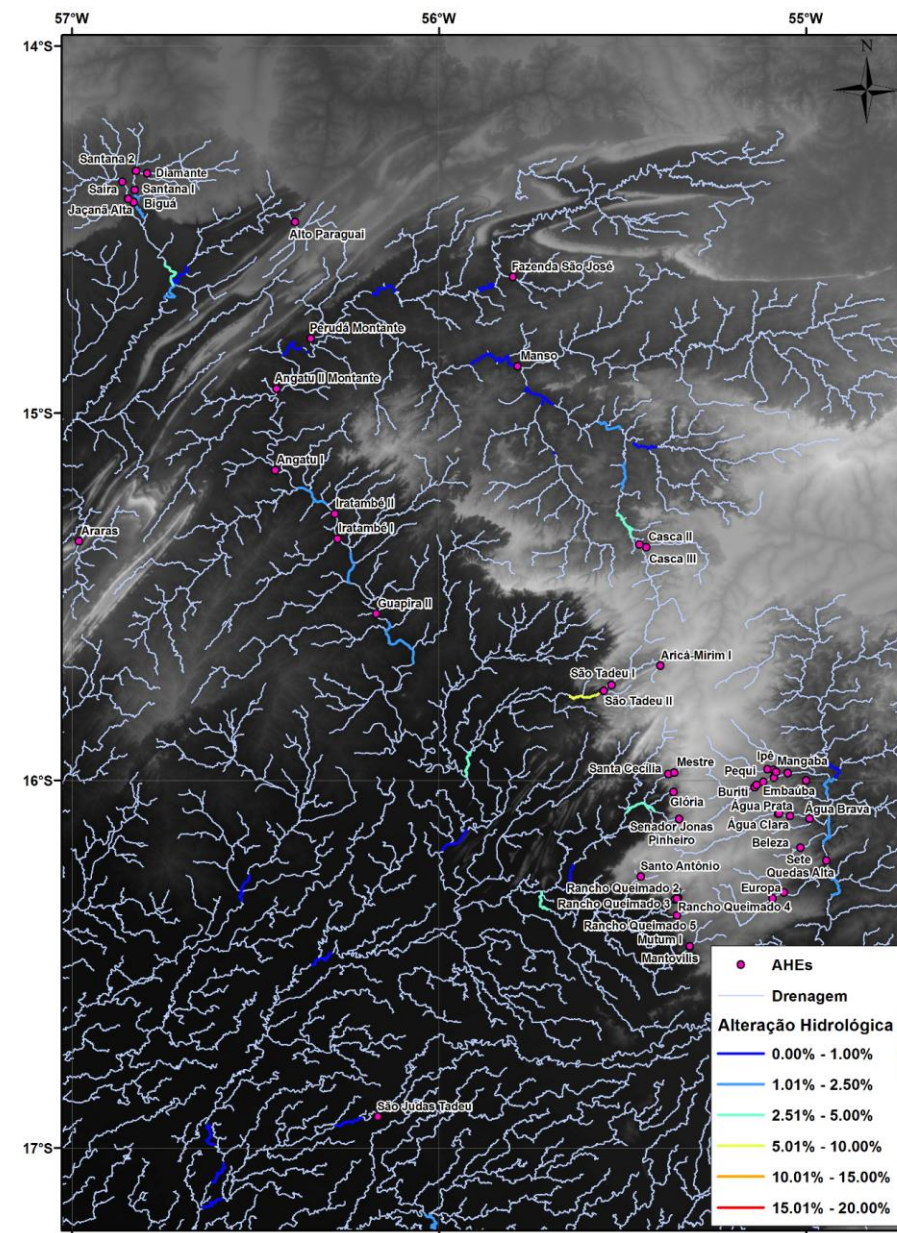 57°W
56°W
55°W
14°S
N
Santana 2
Diamante
Saíra
Santana I
Jaçanã Alta
Biguá
Alto Paraguai
Fazenda São José
Perudá Montante
Manso
Angatu II Montante
15°S
Angatu I
Iratambé II
Iratambé I
Araras
Casca II
Casca III
Guapira II
Aricá-Mirim I
São Tadeu I
São Tadeu II
16°S
Ipê
Mestre
Mangaba
Santa Cecília
Pequi
Buriti
Embaúba
Glória
Água Prata
Água Brava
Água Clara
Senador Jonas
Pinheiro
Beleza
Sete
Quedas Alta
Santo Antônio
Europa
Rancho Queimado 2
Rancho Queimado 3
Rancho Queimado 4
Rancho Queimado 5
Mutum I
Mantovilis
São Judas Tadeu
17°S
AHEs
Drenagem
Alteração Hidrológica
0.00% - 1.00%
1.01% - 2.50%
2.51% - 5.00%
5.01% - 10.00%
10.01% - 15.00%
15.01% - 20.00%